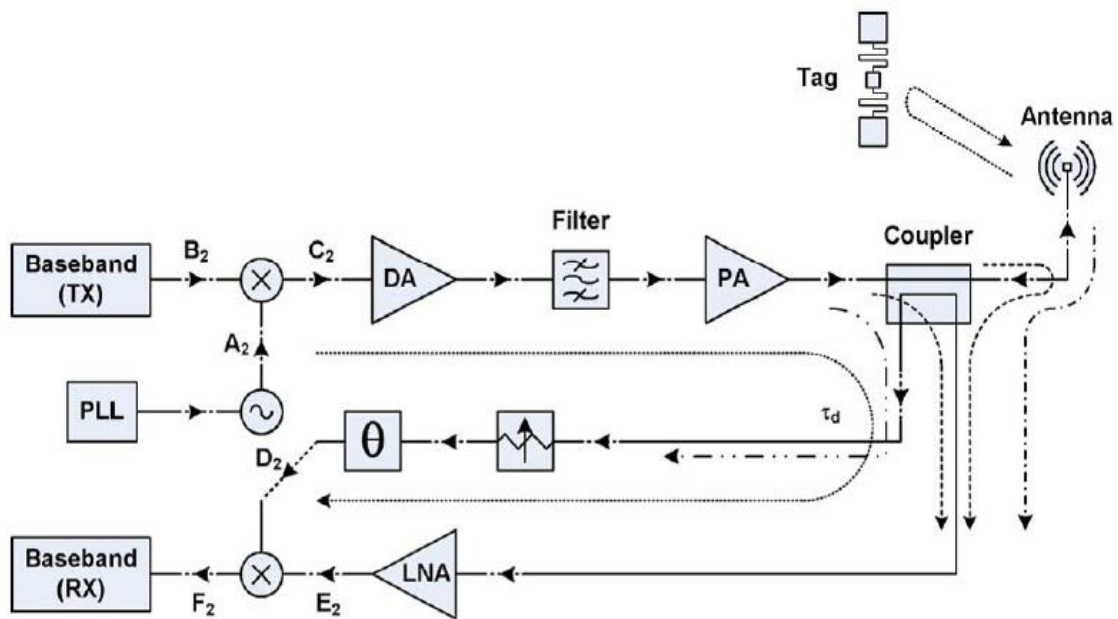 Tag
Antenna
Filter
Coupler
B₂
C₂
Baseband
(TX)
DA
PA
A₂
PLL
τd
θ
D₂
Baseband
(RX)
LNA
F₂
E₂